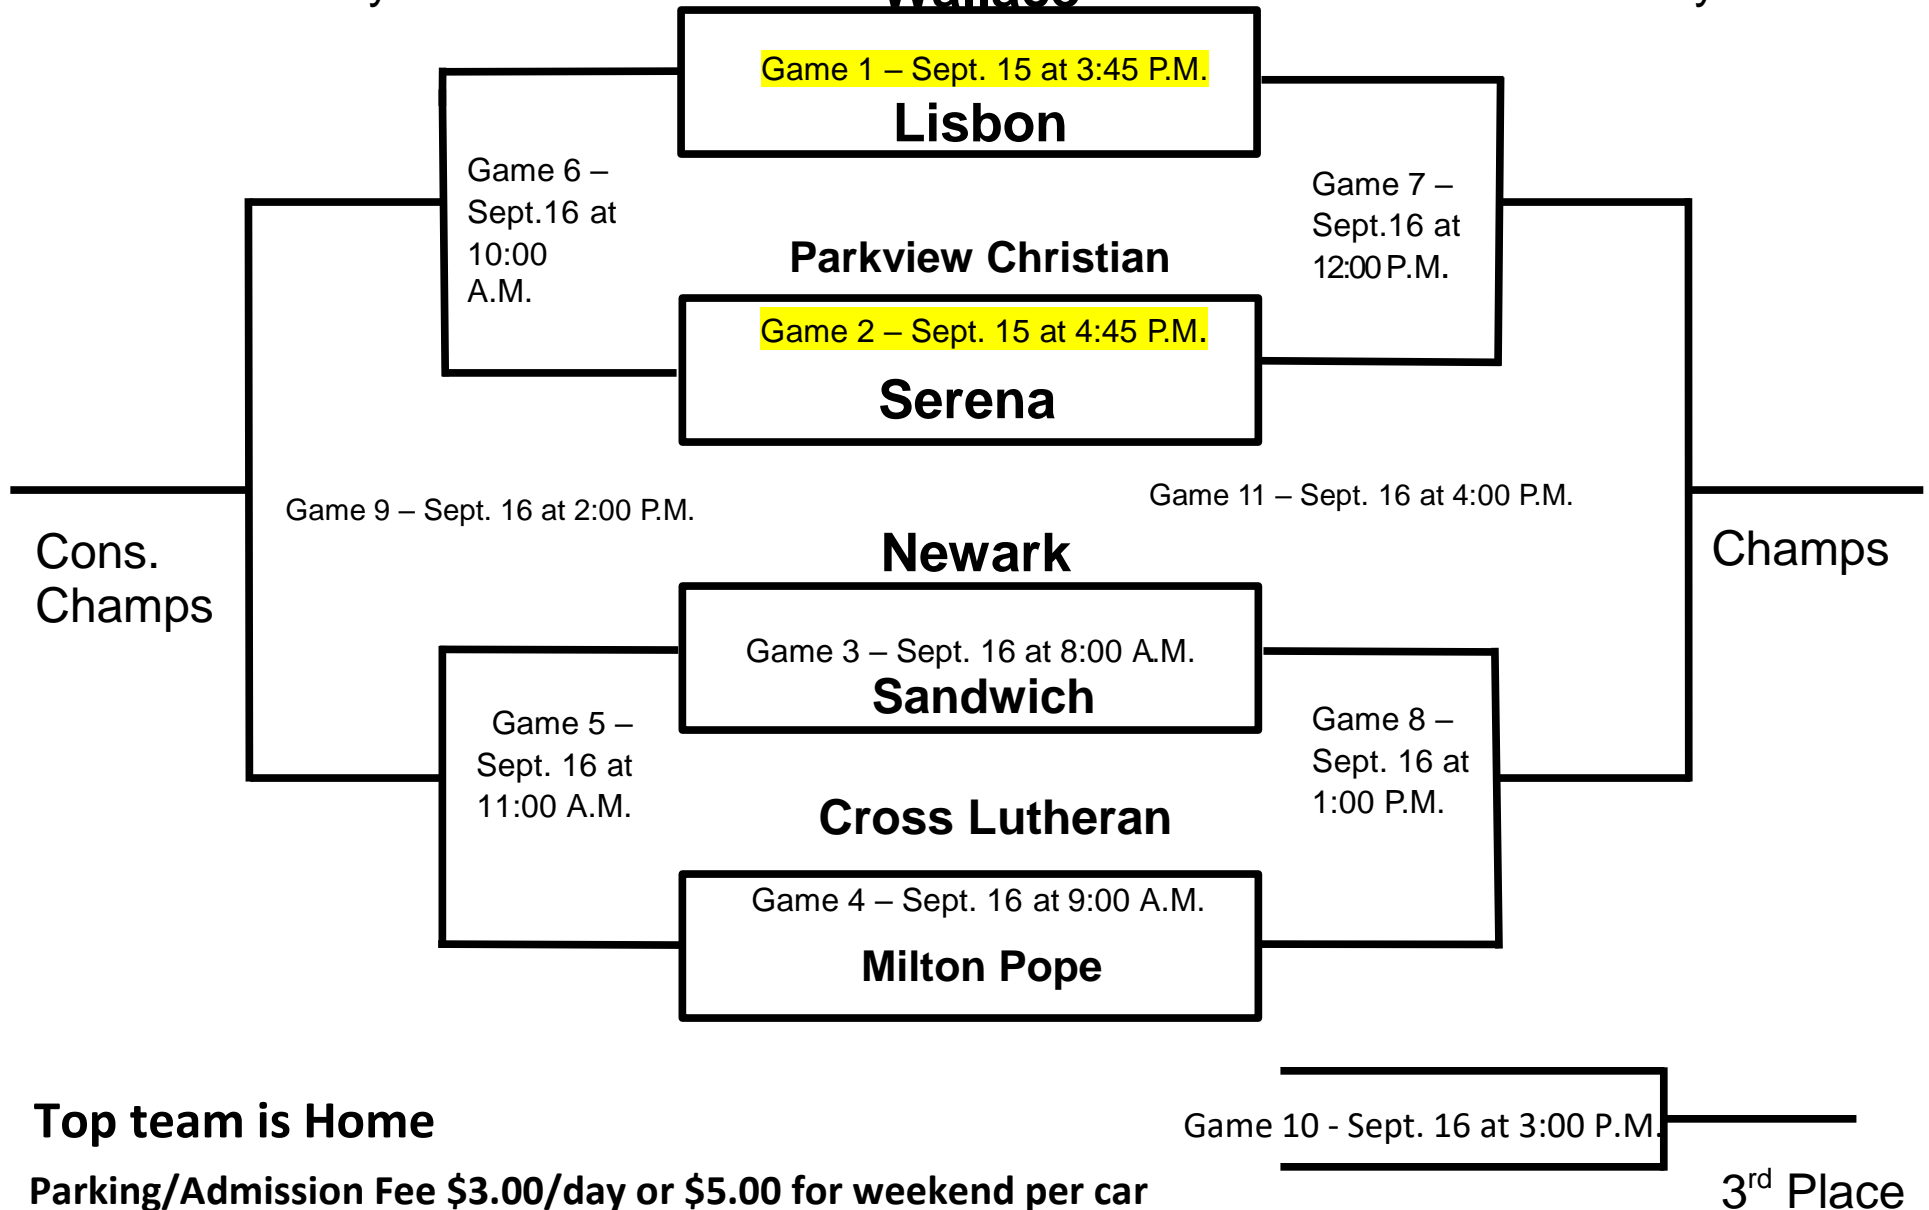 Wallace
Game 1 – Sept. 15 at 3:45 P.M.
Lisbon
Game 6 –
Sept.16 at
10:00
A.M.
Game 7 –
Sept.16 at
12:00 P.M.
Parkview Christian
Game 2 – Sept. 15 at 4:45 P.M.
Serena
Game 9 – Sept. 16 at 2:00 P.M.
Game 11 – Sept. 16 at 4:00 P.M.
Cons.
Champs
Champs
Newark
Game 3 – Sept. 16 at 8:00 A.M.
Sandwich
Game 5 –
Sept. 16 at
11:00 A.M.
Game 8 –
Sept. 16 at
1:00 P.M.
Cross Lutheran
Game 4 – Sept. 16 at 9:00 A.M.
Milton Pope
Top team is Home
Game 10 - Sept. 16 at 3:00 P.M.
Parking/Admission Fee $3.00/day or $5.00 for weekend per car
3rd Place